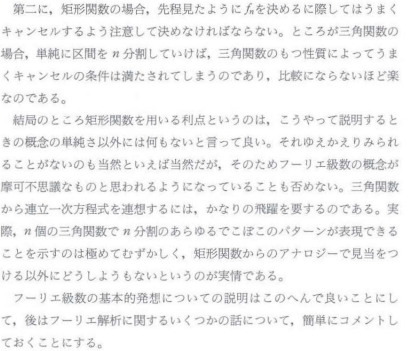 第二に，矩形関数の場合，先程見たように fₙを決めるに際してはうまく
キャンセルするよう注意して決めなければならない。ところが三角関数の
場合，単純に区間を n 分割していけば，三角関数のもつ性質によってうま
くキャンセルの条件は満たされてしまうのであり，比較にならないほど楽
なのである。
結局のところ矩形関数を用いる利点というのは，こうやって説明すると
きの概念の単純さ以外には何もないと言って良い。それゆえかえりみられ
ることがないのも当然といえば当然だが，そのためフーリエ級数の概念が
摩可不思議なものと思われるようになっていることも否めない。三角関数
から連立一次方程式を連想するには，かなりの飛躍を要するのである。実
際，n 個の三角関数で n 分割のあらゆるでこぼこのパターンが表現できる
ことを示すのは極めてむずかしく，矩形関数からのアナロジーで見当をつ
ける以外にどうしようもないというのが実情である。
フーリエ級数の基本的発想についての説明はこのへんで良いことにし
て，後はフーリエ解析に関するいくつかの話について，簡単にコメントし
ておくことにする。